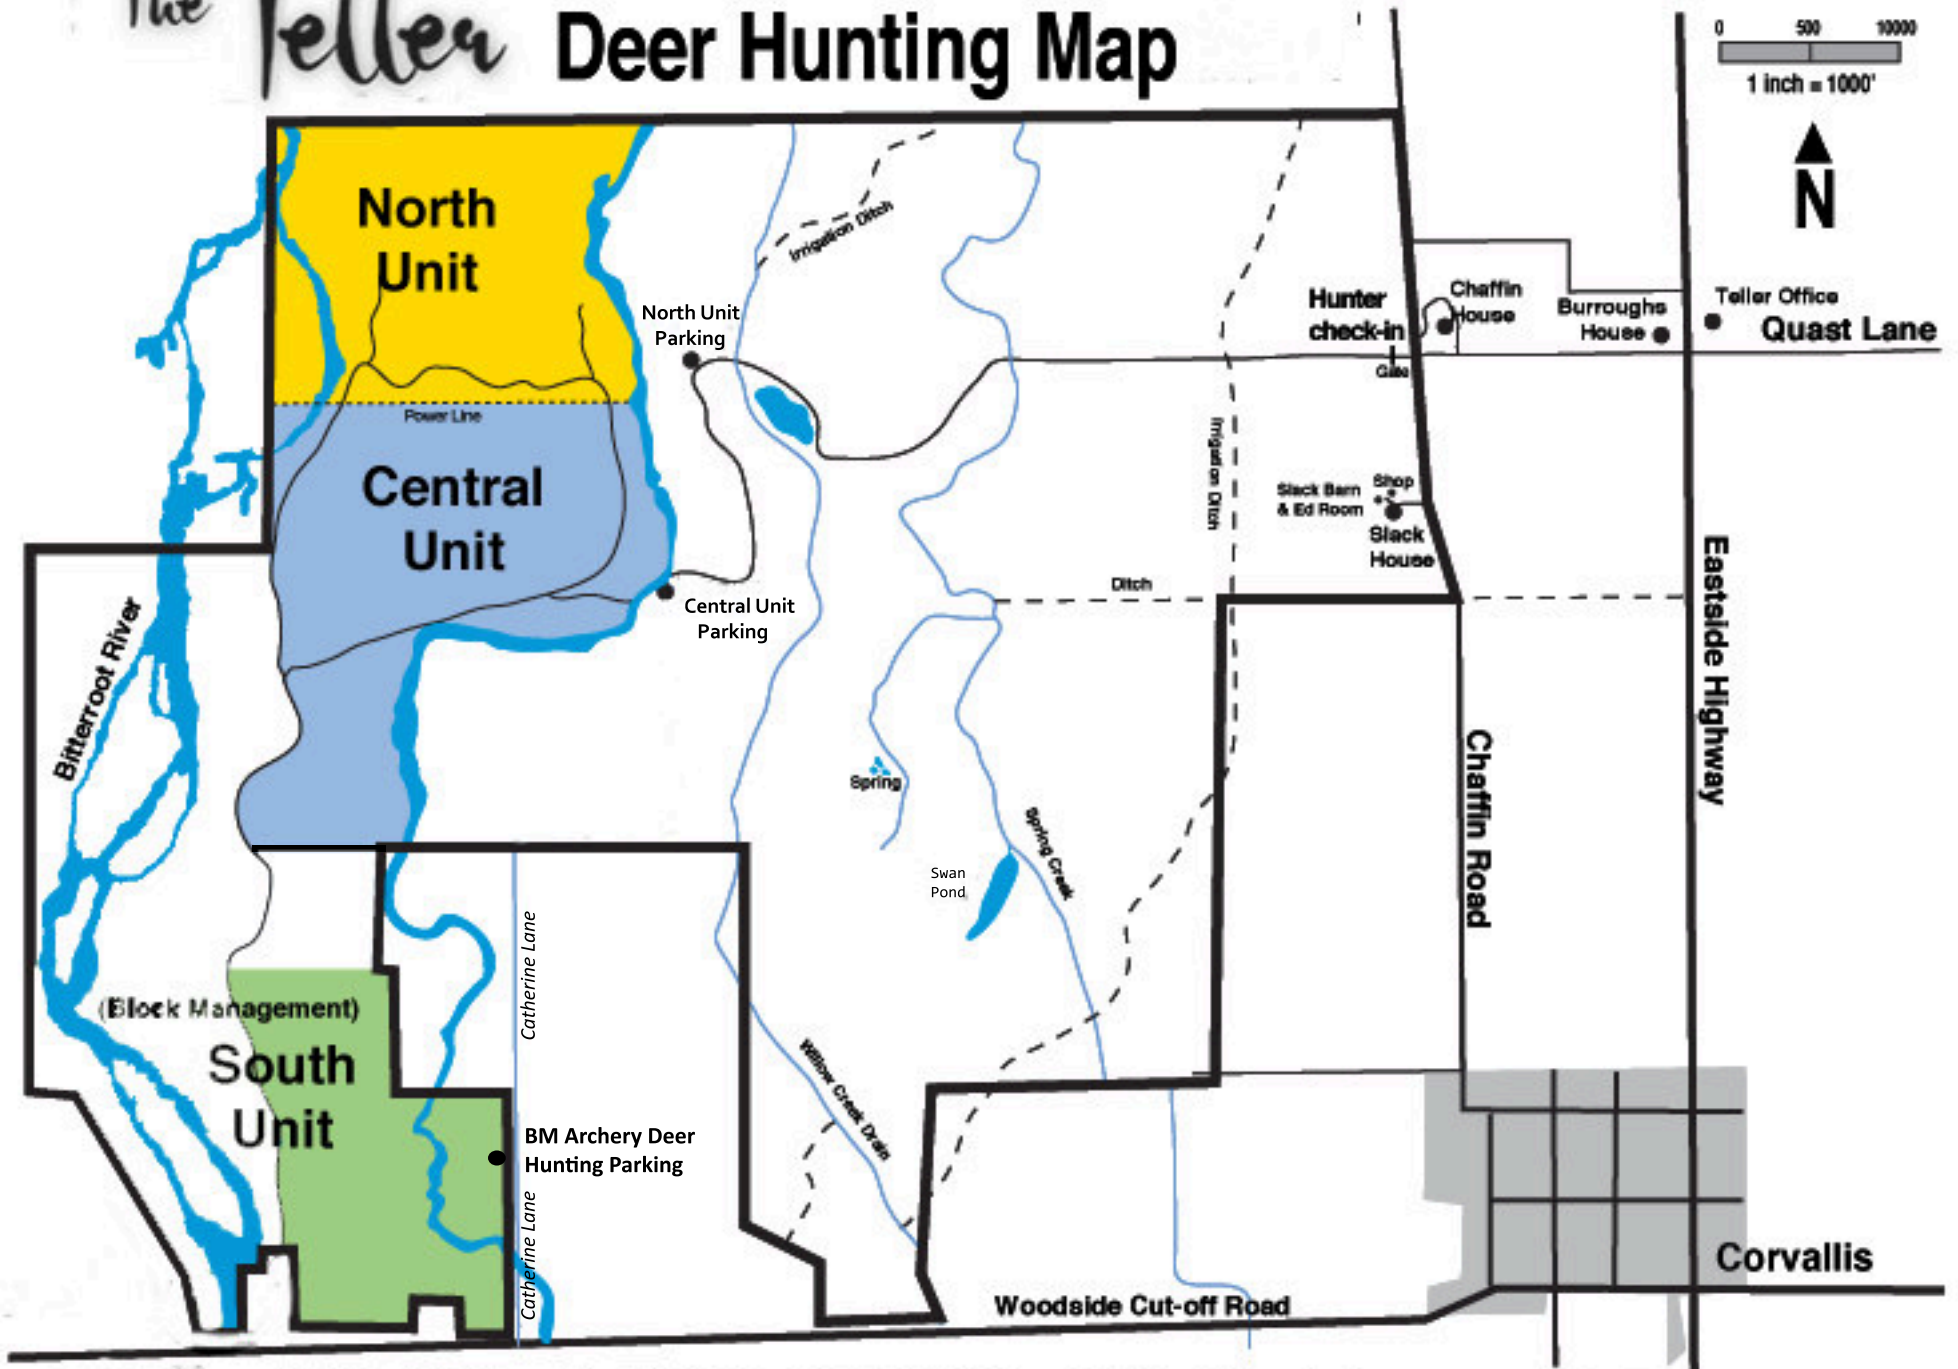 The Teller Deer Hunting Map
0 500 10000
1 inch = 1000'
N
North
Unit
Irrigation Ditch
North Unit
Parking
Hunter
check-in
Gate
Chaffin
House
Burroughs
House
Teller Office
Quast Lane
Power Line
Central
Unit
Irrigation Ditch
Slack Barn
& Ed Room
Shop
Slack
House
Ditch
Central Unit
Parking
Bitterroot River
Eastside Highway
Chaffin Road
Spring
Spring Creek
Swan
Pond
Catherine Lane
(Block Management)
South
Unit
Willow Creek Drain
BM Archery Deer
Hunting Parking
Catherine Lane
Corvallis
Woodside Cut-off Road